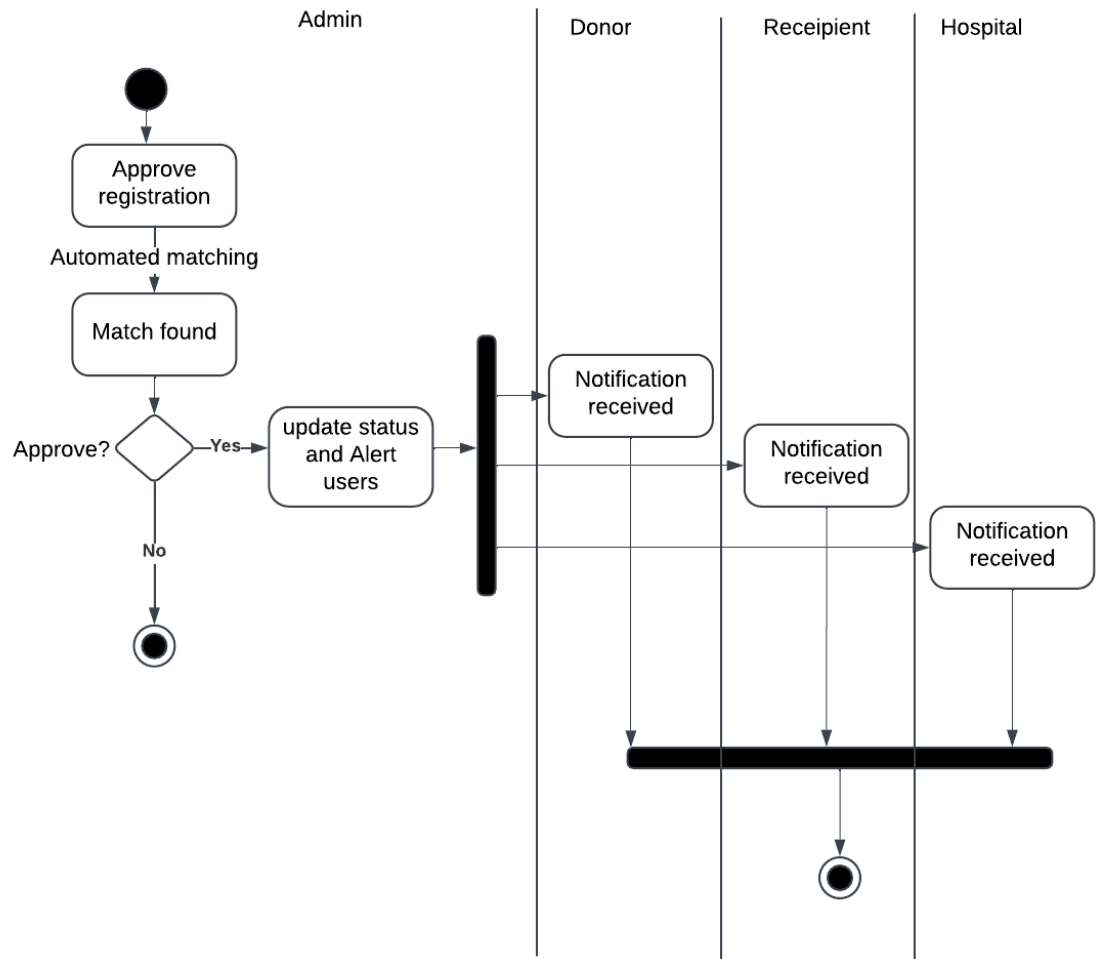 Admin
Donor
Receipient
Hospital
Approve
registration
Automated matching
Match found
Approve?
Yes
update status
and Alert
users
No
Notification
received
Notification
received
Notification
received